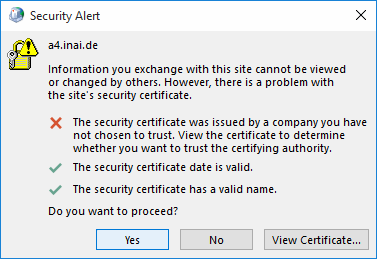 Security Alert
a4.inai.de
Information you exchange with this site cannot be viewed
or changed by others. However, there is a problem with
the site's security certificate.
The security certificate was issued by a company you have
not chosen to trust. View the certificate to determine
whether you want to trust the certifying authority.
The security certificate date is valid.
The security certificate has a valid name.
Do you want to proceed?
Yes No View Certificate...